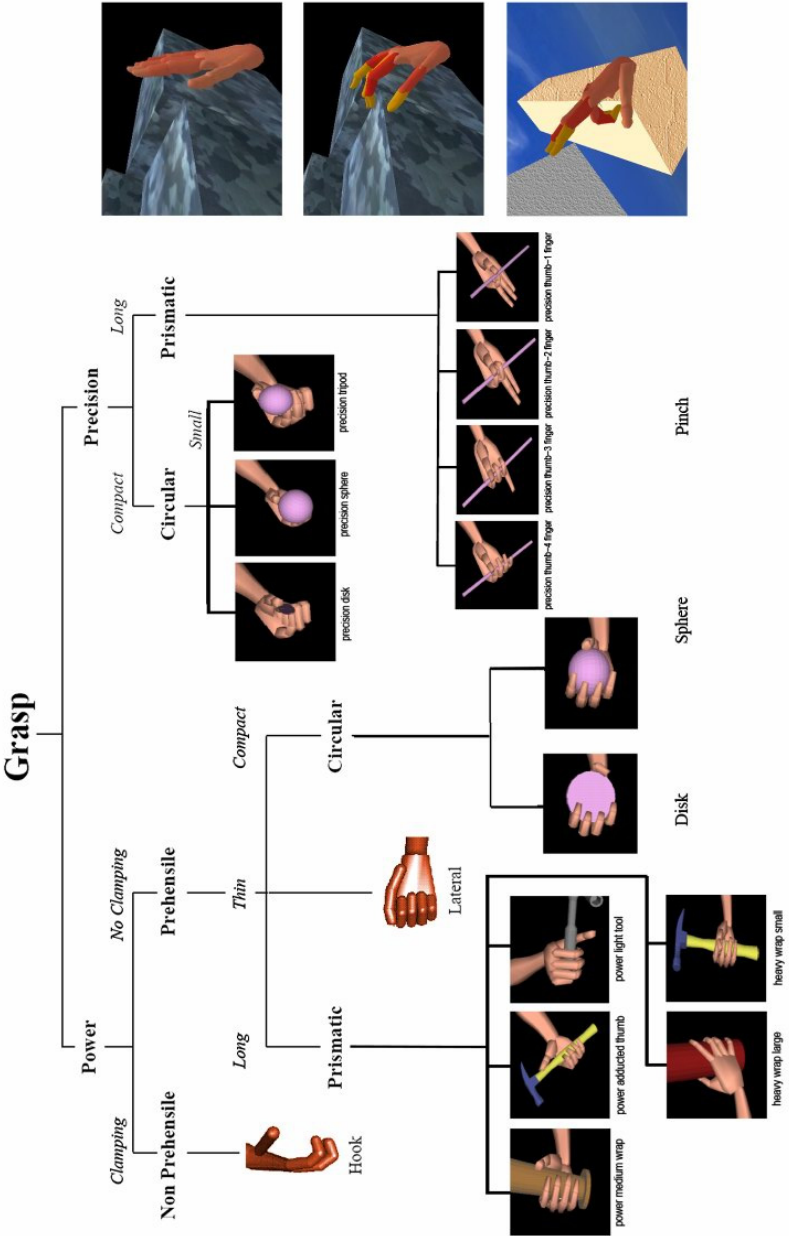 Grasp
Power
Precision
Clamping
No Clamping
Compact
Long
Non Prehensile
Prehensile
Circular
Prismatic
Small
Long
Thin
Compact
precision disk
precision sphere
precision tripod
Hook
Prismatic
Circular
Lateral
precision thumb-4 finger
precision thumb-3 finger
precision thumb-2 finger
precision thumb-1 finger
power medium wrap
power adducted thumb
power light tool
Disk
Sphere
Pinch
heavy wrap large
heavy wrap small